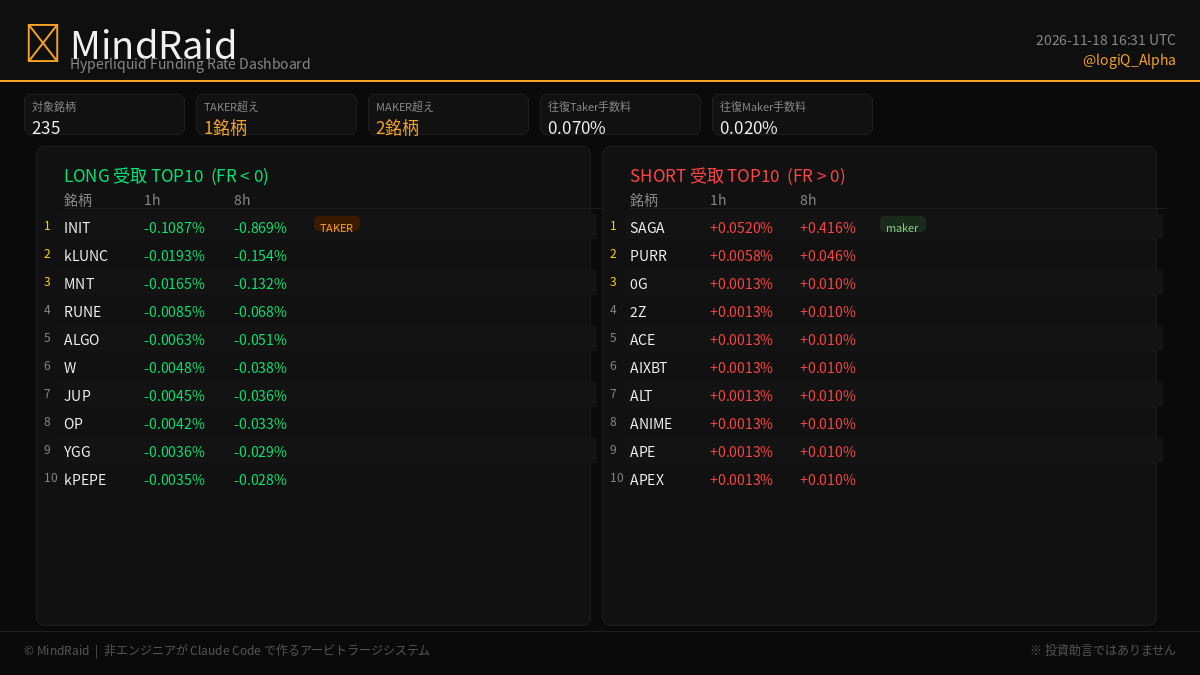 MindRaid
Hyperliquid Funding Rate Dashboard
2026-11-18 16:31 UTC
@logiQ_Alpha
対象銘柄
235
TAKER超え
1銘柄
MAKER超え
2銘柄
往復Taker手数料
0.070%
往復Maker手数料
0.020%
LONG 受取 TOP10 (FR < 0)
銘柄 1h 8h
1 INIT -0.1087% -0.869% TAKER
2 kLUNC -0.0193% -0.154%
3 MNT -0.0165% -0.132%
4 RUNE -0.0085% -0.068%
5 ALGO -0.0063% -0.051%
6 W -0.0048% -0.038%
7 JUP -0.0045% -0.036%
8 OP -0.0042% -0.033%
9 YGG -0.0036% -0.029%
10 kPEPE -0.0035% -0.028%
SHORT 受取 TOP10 (FR > 0)
銘柄 1h 8h
1 SAGA +0.0520% +0.416% maker
2 PURR +0.0058% +0.046%
3 0G +0.0013% +0.010%
4 2Z +0.0013% +0.010%
5 ACE +0.0013% +0.010%
6 AIXBT +0.0013% +0.010%
7 ALT +0.0013% +0.010%
8 ANIME +0.0013% +0.010%
9 APE +0.0013% +0.010%
10 APEX +0.0013% +0.010%
© MindRaid | 非エンジニアが Claude Code で作るアービトラージシステム
※ 投資助言ではありません